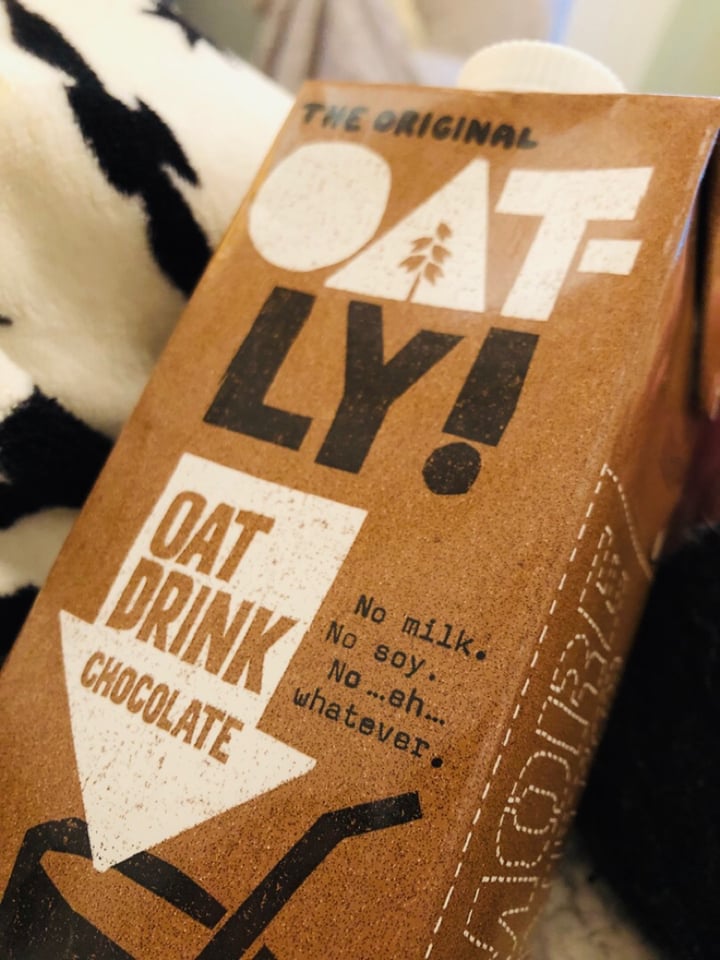 THE ORIGINAL
OAT-
LY!
OAT
DRINK
CHOCOLATE
No milk.
No soy.
No...eh...
whatever.